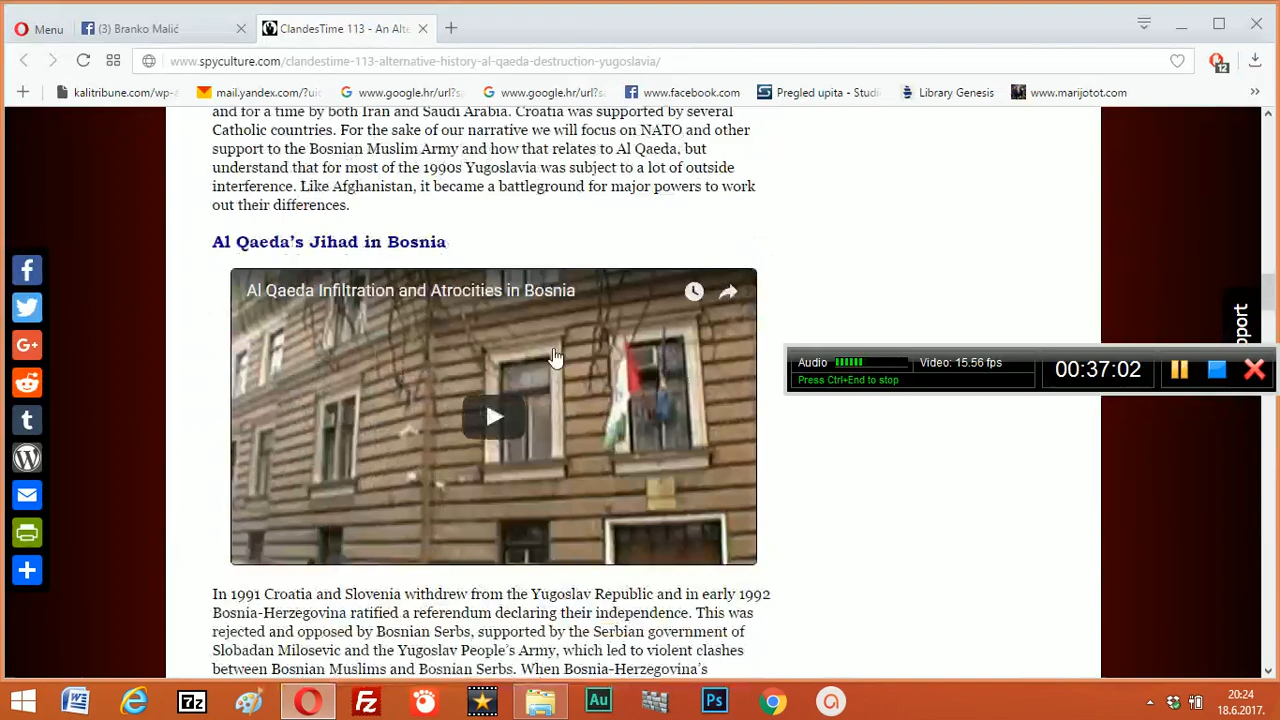 Menu
(3) Branko Malić
ClandesTime 113 - An Alte
www.spyculture.com/clandestime-113-alternative-history-al-qaeda-destruction-yugoslavia/
12
kalitribune.com/wp-
mail.yandex.com/?ui
www.google.hr/url?s
www.google.hr/url?s
www.facebook.com
Pregled upita - Studi
Library Genesis
www.marijotot.com
and for a time by both Iran and Saudi Arabia. Croatia was supported by several
Catholic countries. For the sake of our narrative we will focus on NATO and other
support to the Bosnian Muslim Army and how that relates to Al Qaeda, but
understand that for most of the 1990s Yugoslavia was subject to a lot of outside
interference. Like Afghanistan, it became a battleground for major powers to work
out their differences.
Al Qaeda's Jihad in Bosnia
Al Qaeda Infiltration and Atrocities in Bosnia
port
Audio
Video: 15.56 fps
Press Ctrl+End to stop
00:37:02
In 1991 Croatia and Slovenia withdrew from the Yugoslav Republic and in early 1992
Bosnia-Herzegovina ratified a referendum declaring their independence. This was
rejected and opposed by Bosnian Serbs, supported by the Serbian government of
Slobadan Milosevic and the Yugoslav People's Army, which led to violent clashes
between Bosnian Muslims and Bosnian Serbs. When Bosnia-Herzegovina's
20:24
18.6.2017.